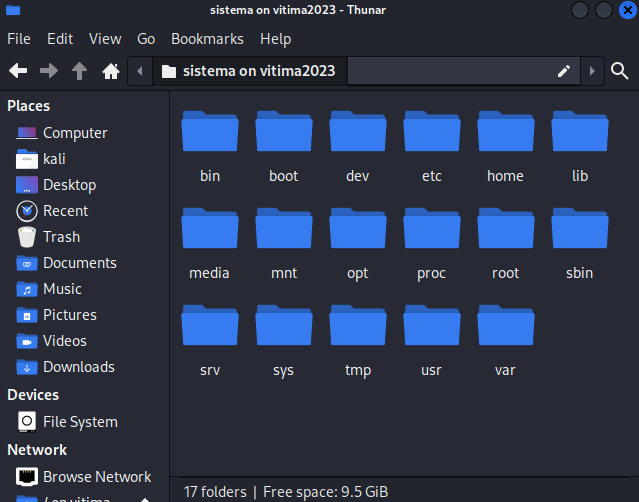 sistema on vitima2023 - Thunar
File Edit View Go Bookmarks Help
sistema on vitima2023
Places
Computer
kali
Desktop
Recent
Trash
Documents
Music
Pictures
Videos
Downloads
Devices
File System
Network
Browse Network
/ on vitima
bin boot dev etc home lib
media mnt opt proc root sbin
srv sys tmp usr var
17 folders | Free space: 9.5 GiB